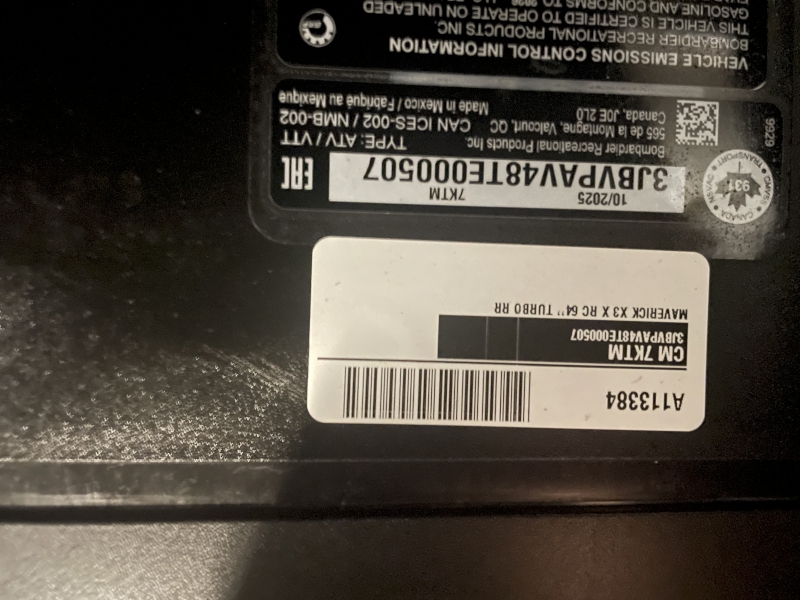 A113384
CM 7KTM
3JBVPAV48TE000507
MAVERICK X3 X RC 64" TURBO RR
10/2025 7KTM
3JBVPAV48TE000507
EAC
931
TRANSPORT
CANADA
Bombardier Recreational Products Inc. TYPE: ATV / VTT
565 de la Montagne, Valcourt, QC CAN ICES-002 / NMB-002
Canada, J0E 2L0 Made in Mexico / Fabriqué au Mexique
9929
VEHICLE EMISSIONS CONTROL INFORMATION
BOMBARDIER RECREATIONAL PRODUCTS INC.
THIS VEHICLE IS CERTIFIED TO OPERATE ON UNLEADED
GASOLINE AND CONFORMS TO